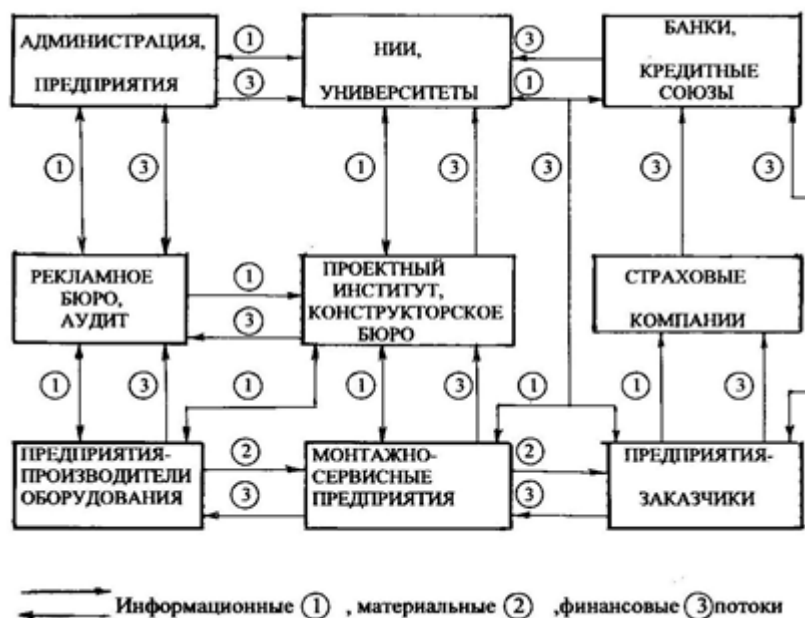 АДМИНИСТРАЦИЯ,
ПРЕДПРИЯТИЯ
1
3
НИИ,
УНИВЕРСИТЕТЫ
3
1
БАНКИ,
КРЕДИТНЫЕ
СОЮЗЫ
1
3
1
3
3
3
3
РЕКЛАМНОЕ
БЮРО,
АУДИТ
1
3
ПРОЕКТНЫЙ
ИНСТИТУТ,
КОНСТРУКТОРСКОЕ
БЮРО
СТРАХОВЫЕ
КОМПАНИИ
1
3
1
1
3
1
1
3
ПРЕДПРИЯТИЯ-
ПРОИЗВОДИТЕЛИ
ОБОРУДОВАНИЯ
2
3
МОНТАЖНО-
СЕРВИСНЫЕ
ПРЕДПРИЯТИЯ
2
3
ПРЕДПРИЯТИЯ-
ЗАКАЗЧИКИ
Информационные 1 , материальные 2 ,финансовые 3 потоки